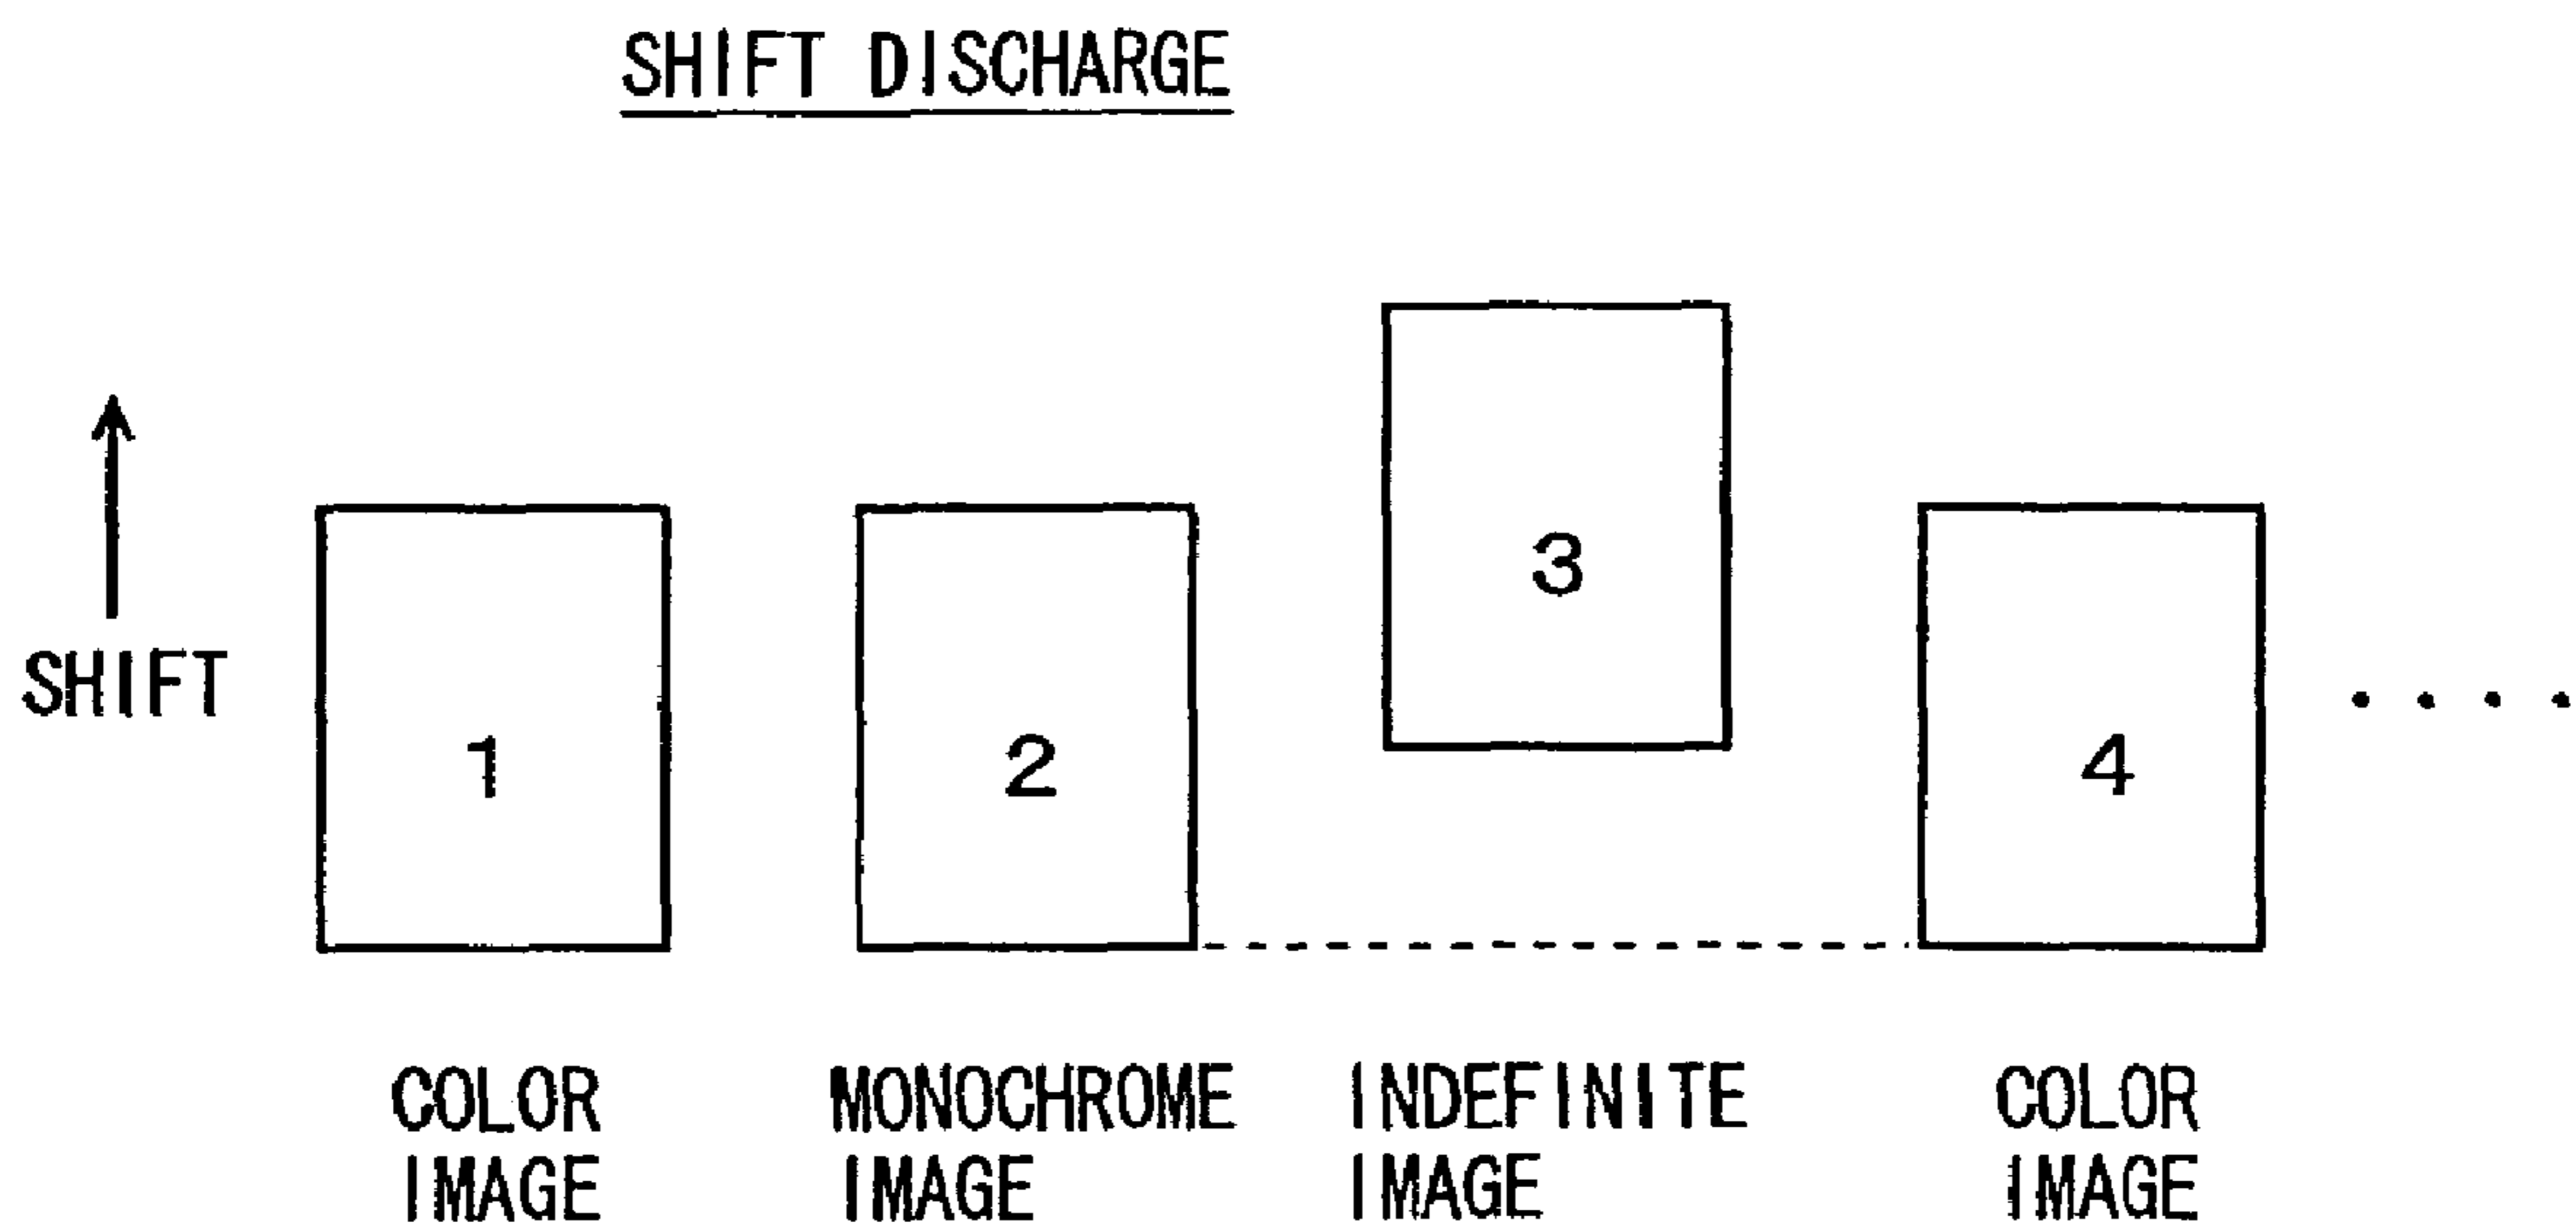 SHIFT DISCHARGE
3
SHIFT
1
2
4
COLOR
IMAGE
MONOCHROME
IMAGE
INDEFINITE
IMAGE
COLOR
IMAGE